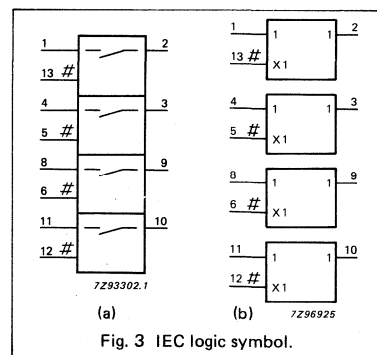 1 2
13 #
4 3
5 #
8 9
6 #
11 10
12 #
7Z93302.1
(a)
1 1 1 2
13 # X1
4 1 1 3
5 # X1
8 1 1 9
6 # X1
11 1 1 10
12 # X1
(b) 7Z96925
Fig. 3 IEC logic symbol.